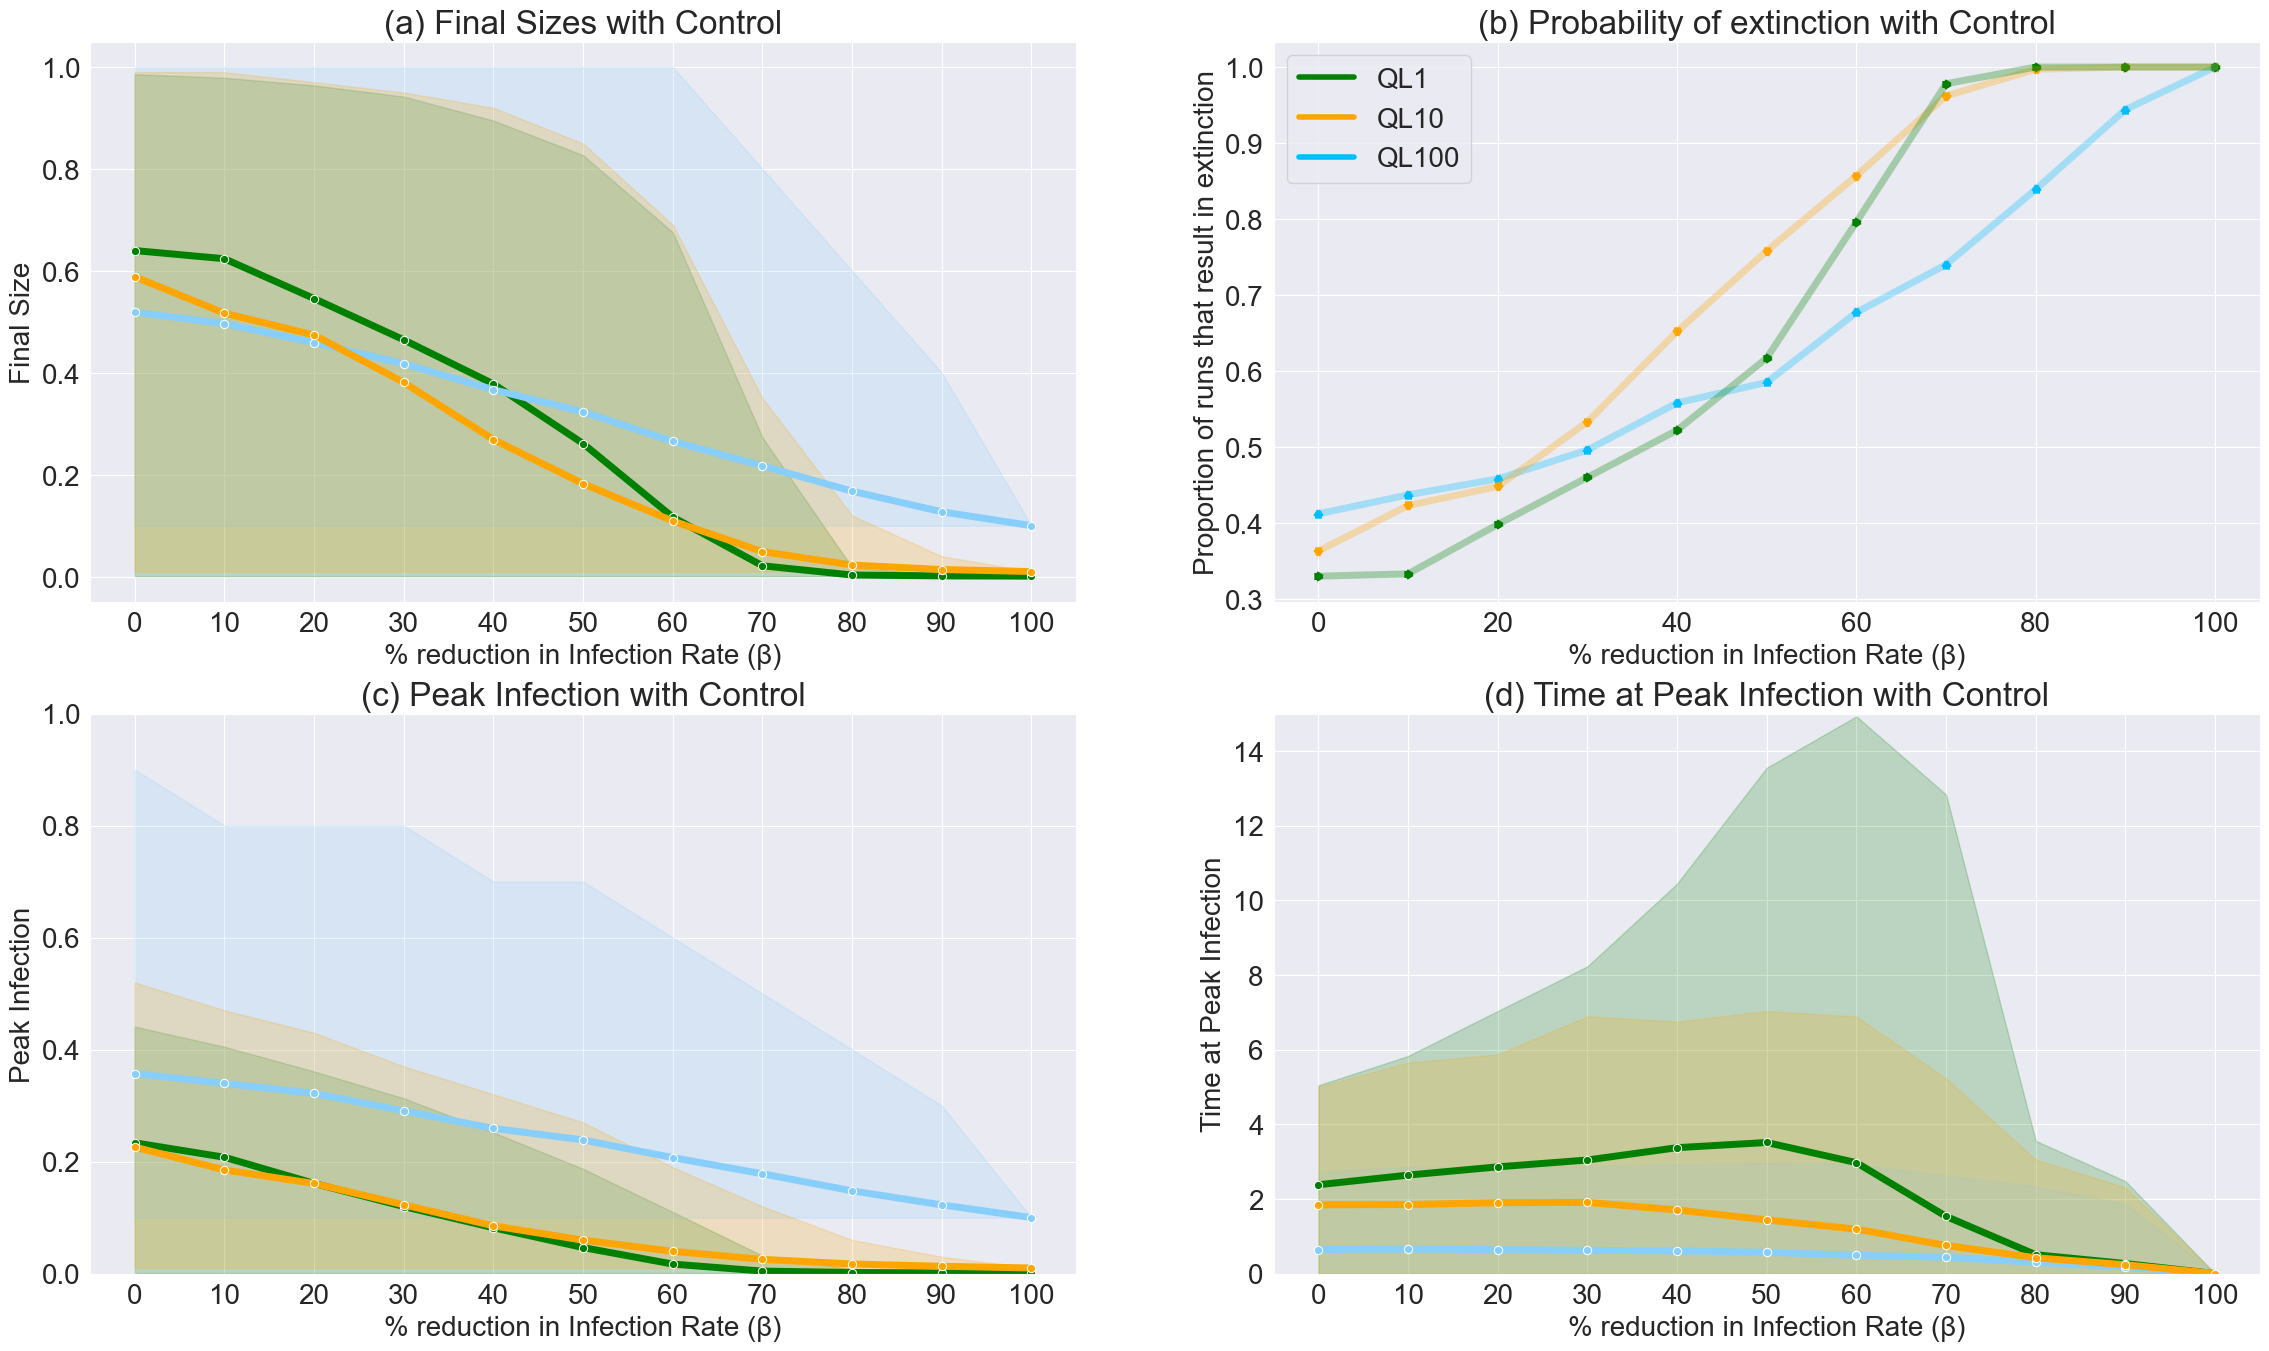 (a) Final Sizes with Control
Final Size
1.0
0.8
0.6
0.4
0.2
0.0
0 10 20 30 40 50 60 70 80 90 100
% reduction in Infection Rate (β)
(b) Probability of extinction with Control
Proportion of runs that result in extinction
QL1
QL10
QL100
1.0
0.9
0.8
0.7
0.6
0.5
0.4
0.3
0 20 40 60 80 100
% reduction in Infection Rate (β)
(c) Peak Infection with Control
Peak Infection
1.0
0.8
0.6
0.4
0.2
0.0
0 10 20 30 40 50 60 70 80 90 100
% reduction in Infection Rate (β)
(d) Time at Peak Infection with Control
Time at Peak Infection
14
12
10
8
6
4
2
0
0 10 20 30 40 50 60 70 80 90 100
% reduction in Infection Rate (β)